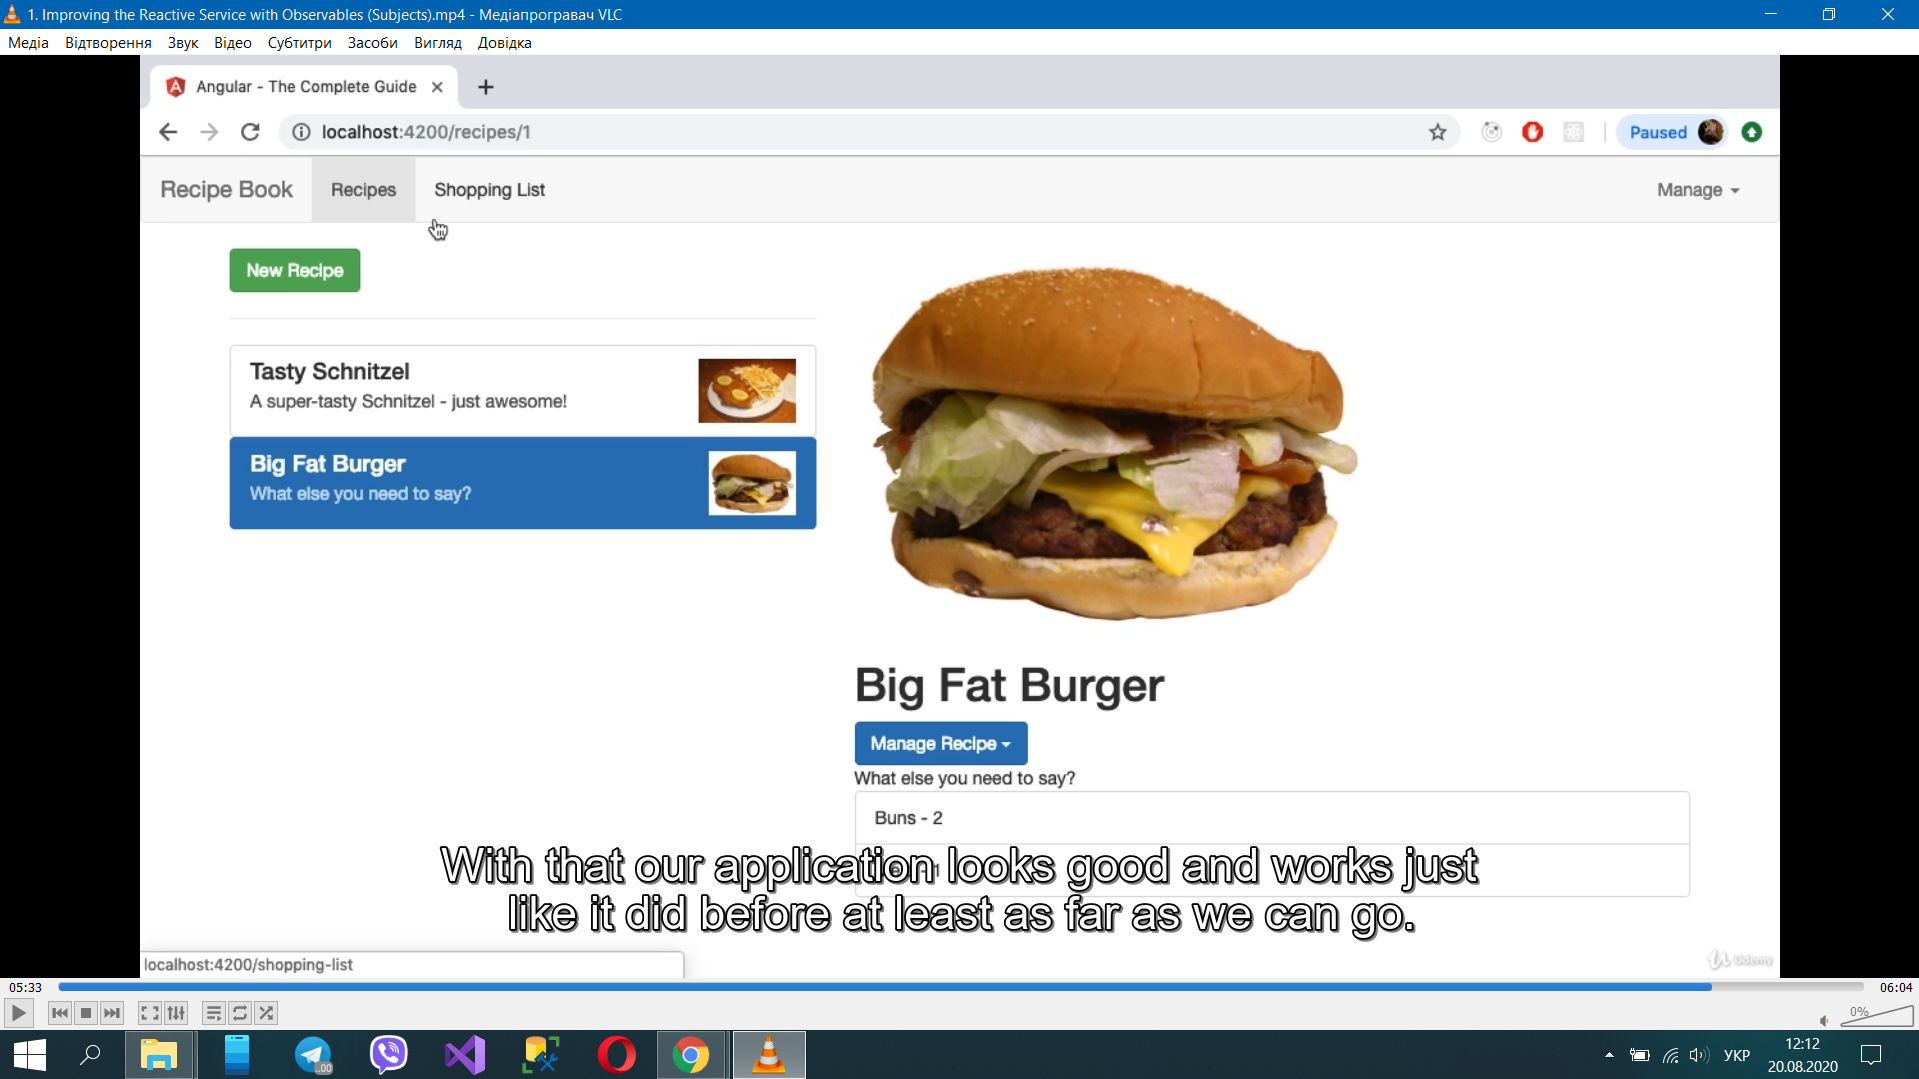 1. Improving the Reactive Service with Observables (Subjects).mp4 - Медіапрогравач VLC
Медіа Відтворення Звук Відео Субтитри Засоби Вигляд Довідка
Angular - The Complete Guide
localhost:4200/recipes/1
Paused
Recipe Book Recipes Shopping List Manage
New Recipe
Tasty Schnitzel
A super-tasty Schnitzel - just awesome!
Big Fat Burger
What else you need to say?
Big Fat Burger
Manage Recipe
What else you need to say?
Buns - 2
With that our application looks good and works just
like it did before at least as far as we can go.
localhost:4200/shopping-list
Udemy
05:33 06:04
0%
.00
УКР
12:12
20.08.2020